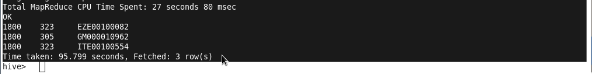 Total MapReduce CPU Time Spent: 27 seconds 80 msec
OK
1800 323 EZE00100082
1800 305 GM000010962
1800 323 ITE00100554
Time taken: 95.799 seconds, Fetched: 3 row(s)
hive>